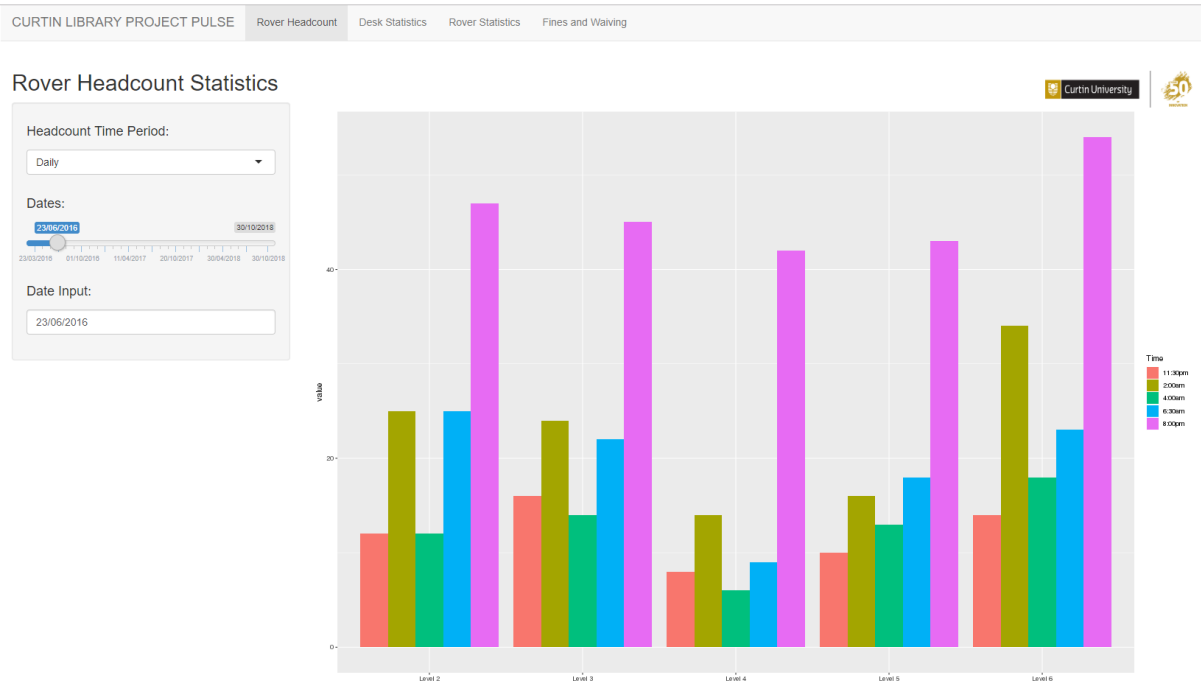 CURTIN LIBRARY PROJECT PULSE Rover Headcount Desk Statistics Rover Statistics Fines and Waiving
Rover Headcount Statistics
Curtin University
50
Headcount Time Period:
Daily
Dates:
23/06/2016 30/10/2018
23/03/2016 01/10/2016 11/04/2017 20/10/2017 30/04/2018 30/10/2018
Date Input:
23/06/2016
value
40
20
0
Level 2 Level 3 Level 4 Level 5 Level 6
Time
11:30pm
2:00am
4:00am
6:30am
8:00pm